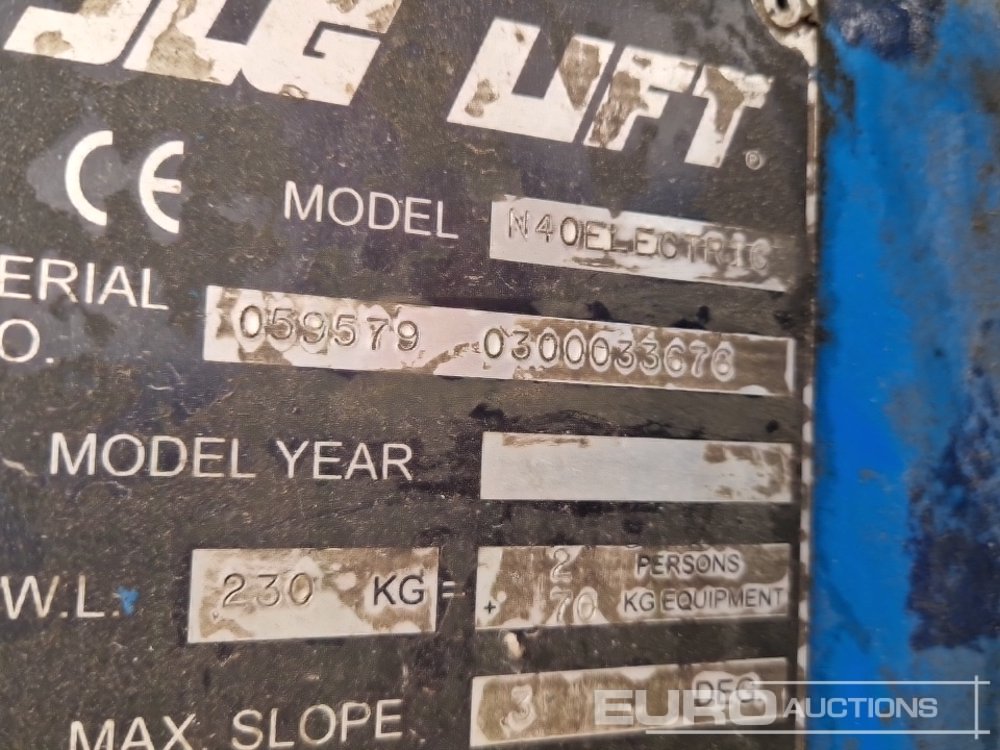 JLG LIFT®
CE MODEL N40ELECTRIC
ERIAL
O. 059579 0300033676
MODEL YEAR
W.L. 230 KG = 2 PERSONS
+ 70 KG EQUIPMENT
MAX. SLOPE 3 DEG
EURO AUCTIONS